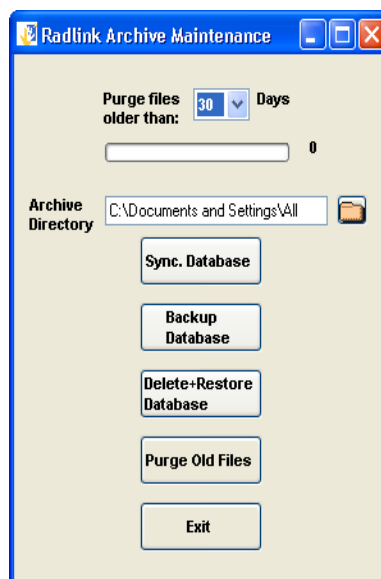 Radlink Archive Maintenance
Purge files older than:
30
Days
0
Archive Directory
C:\Documents and Settings\All
Sync. Database
Backup Database
Delete+Restore Database
Purge Old Files
Exit